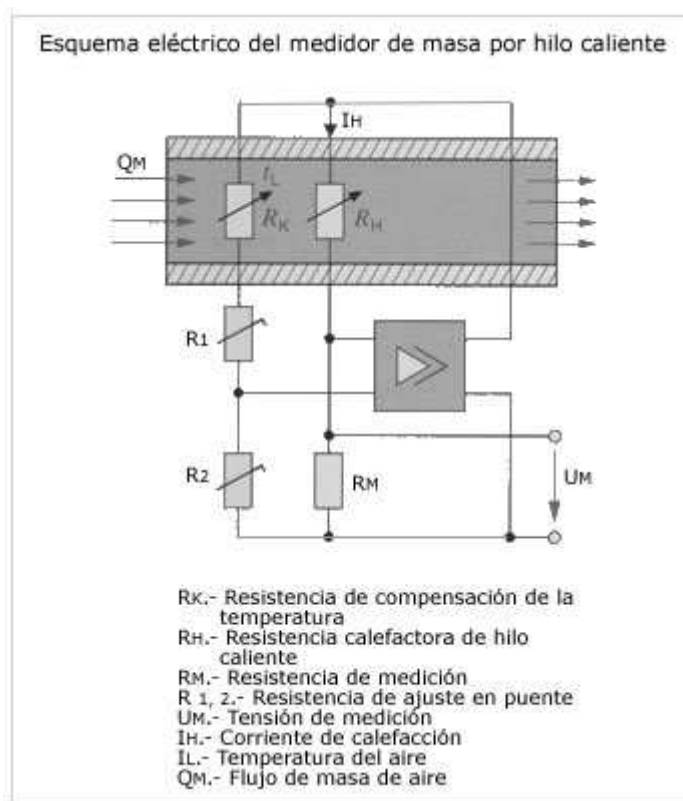 Esquema eléctrico del medidor de masa por hilo caliente
IH
QM
tL
RK
RH
R1
R2
RM
UM
RK.- Resistencia de compensación de la
temperatura
RH.- Resistencia calefactora de hilo
caliente
RM.- Resistencia de medición
R 1, 2.- Resistencia de ajuste en puente
UM.- Tensión de medición
IH.- Corriente de calefacción
IL.- Temperatura del aire
QM.- Flujo de masa de aire